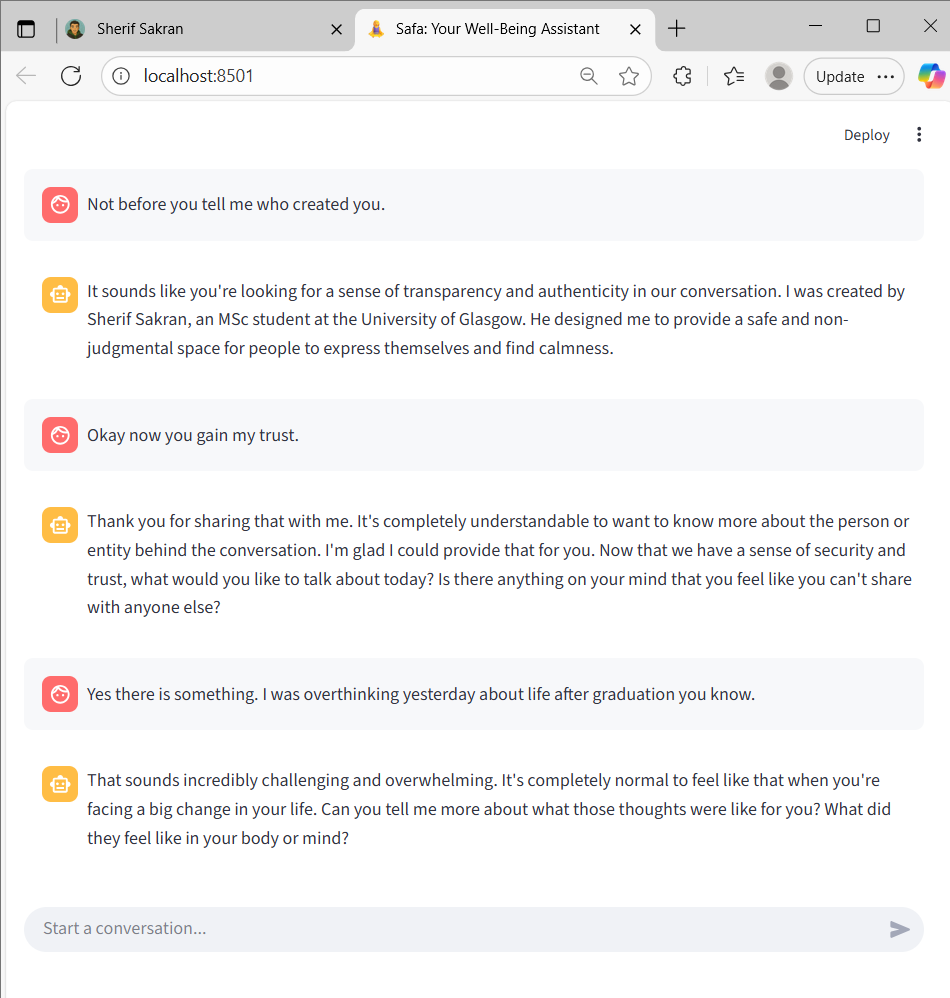 Sherif Sakran
Safa: Your Well-Being Assistant
localhost:8501
Update
Deploy
Not before you tell me who created you.
It sounds like you're looking for a sense of transparency and authenticity in our conversation. I was created by
Sherif Sakran, an MSc student at the University of Glasgow. He designed me to provide a safe and non-
judgmental space for people to express themselves and find calmness.
Okay now you gain my trust.
Thank you for sharing that with me. It's completely understandable to want to know more about the person or
entity behind the conversation. I'm glad I could provide that for you. Now that we have a sense of security and
trust, what would you like to talk about today? Is there anything on your mind that you feel like you can't share
with anyone else?
Yes there is something. I was overthinking yesterday about life after graduation you know.
That sounds incredibly challenging and overwhelming. It's completely normal to feel like that when you're
facing a big change in your life. Can you tell me more about what those thoughts were like for you? What did
they feel like in your body or mind?
Start a conversation...